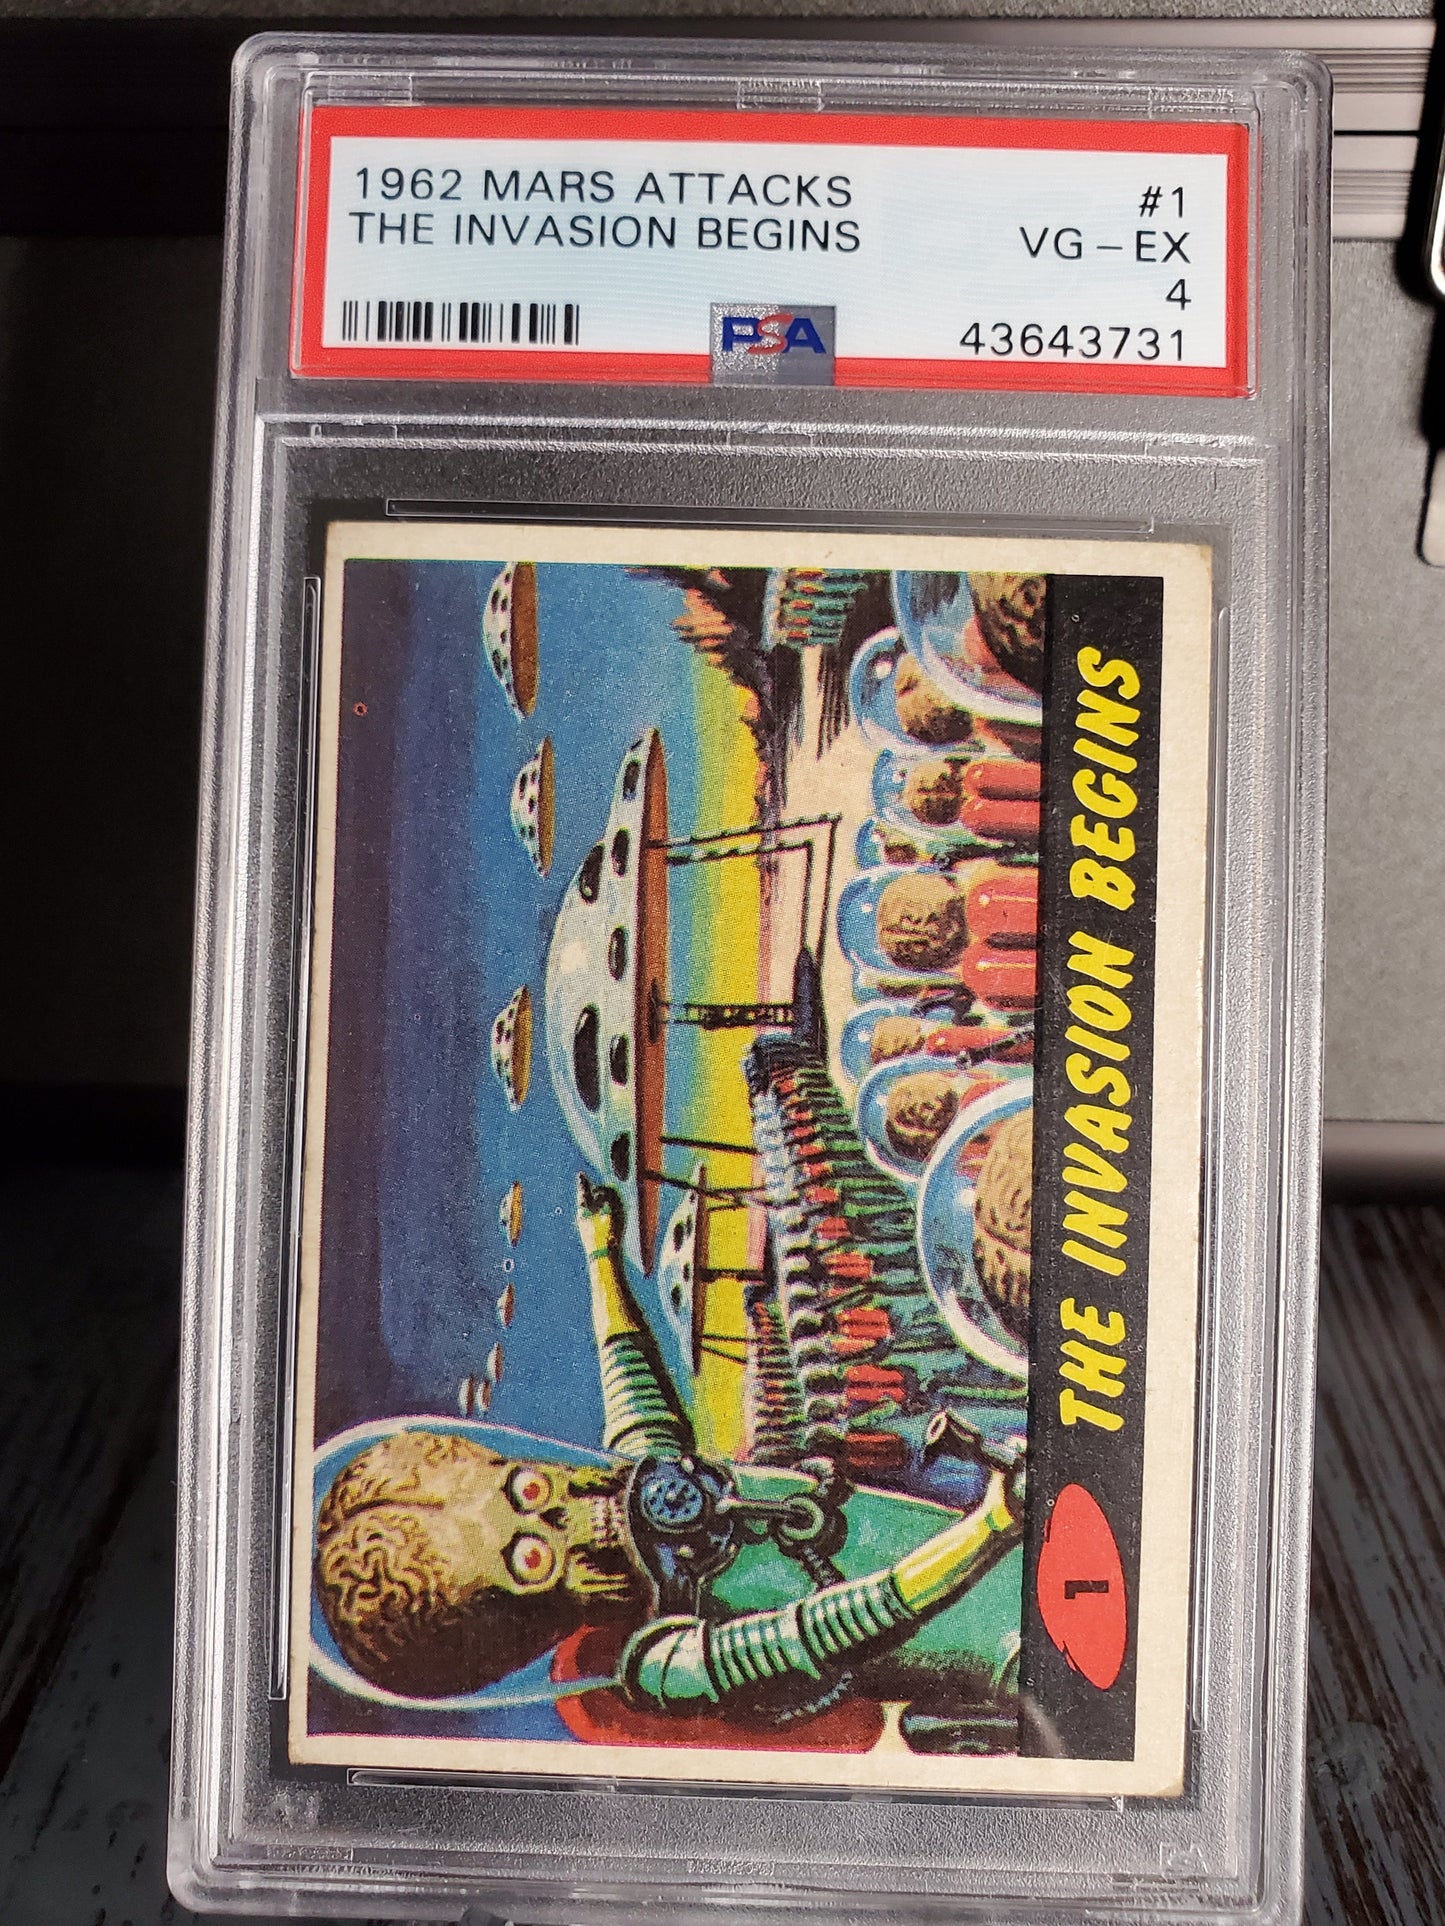 1962 MARS ATTACKS
THE INVASION BEGINS
#1
VG - EX
4
43643731
PSA
1 THE INVASION BEGINS